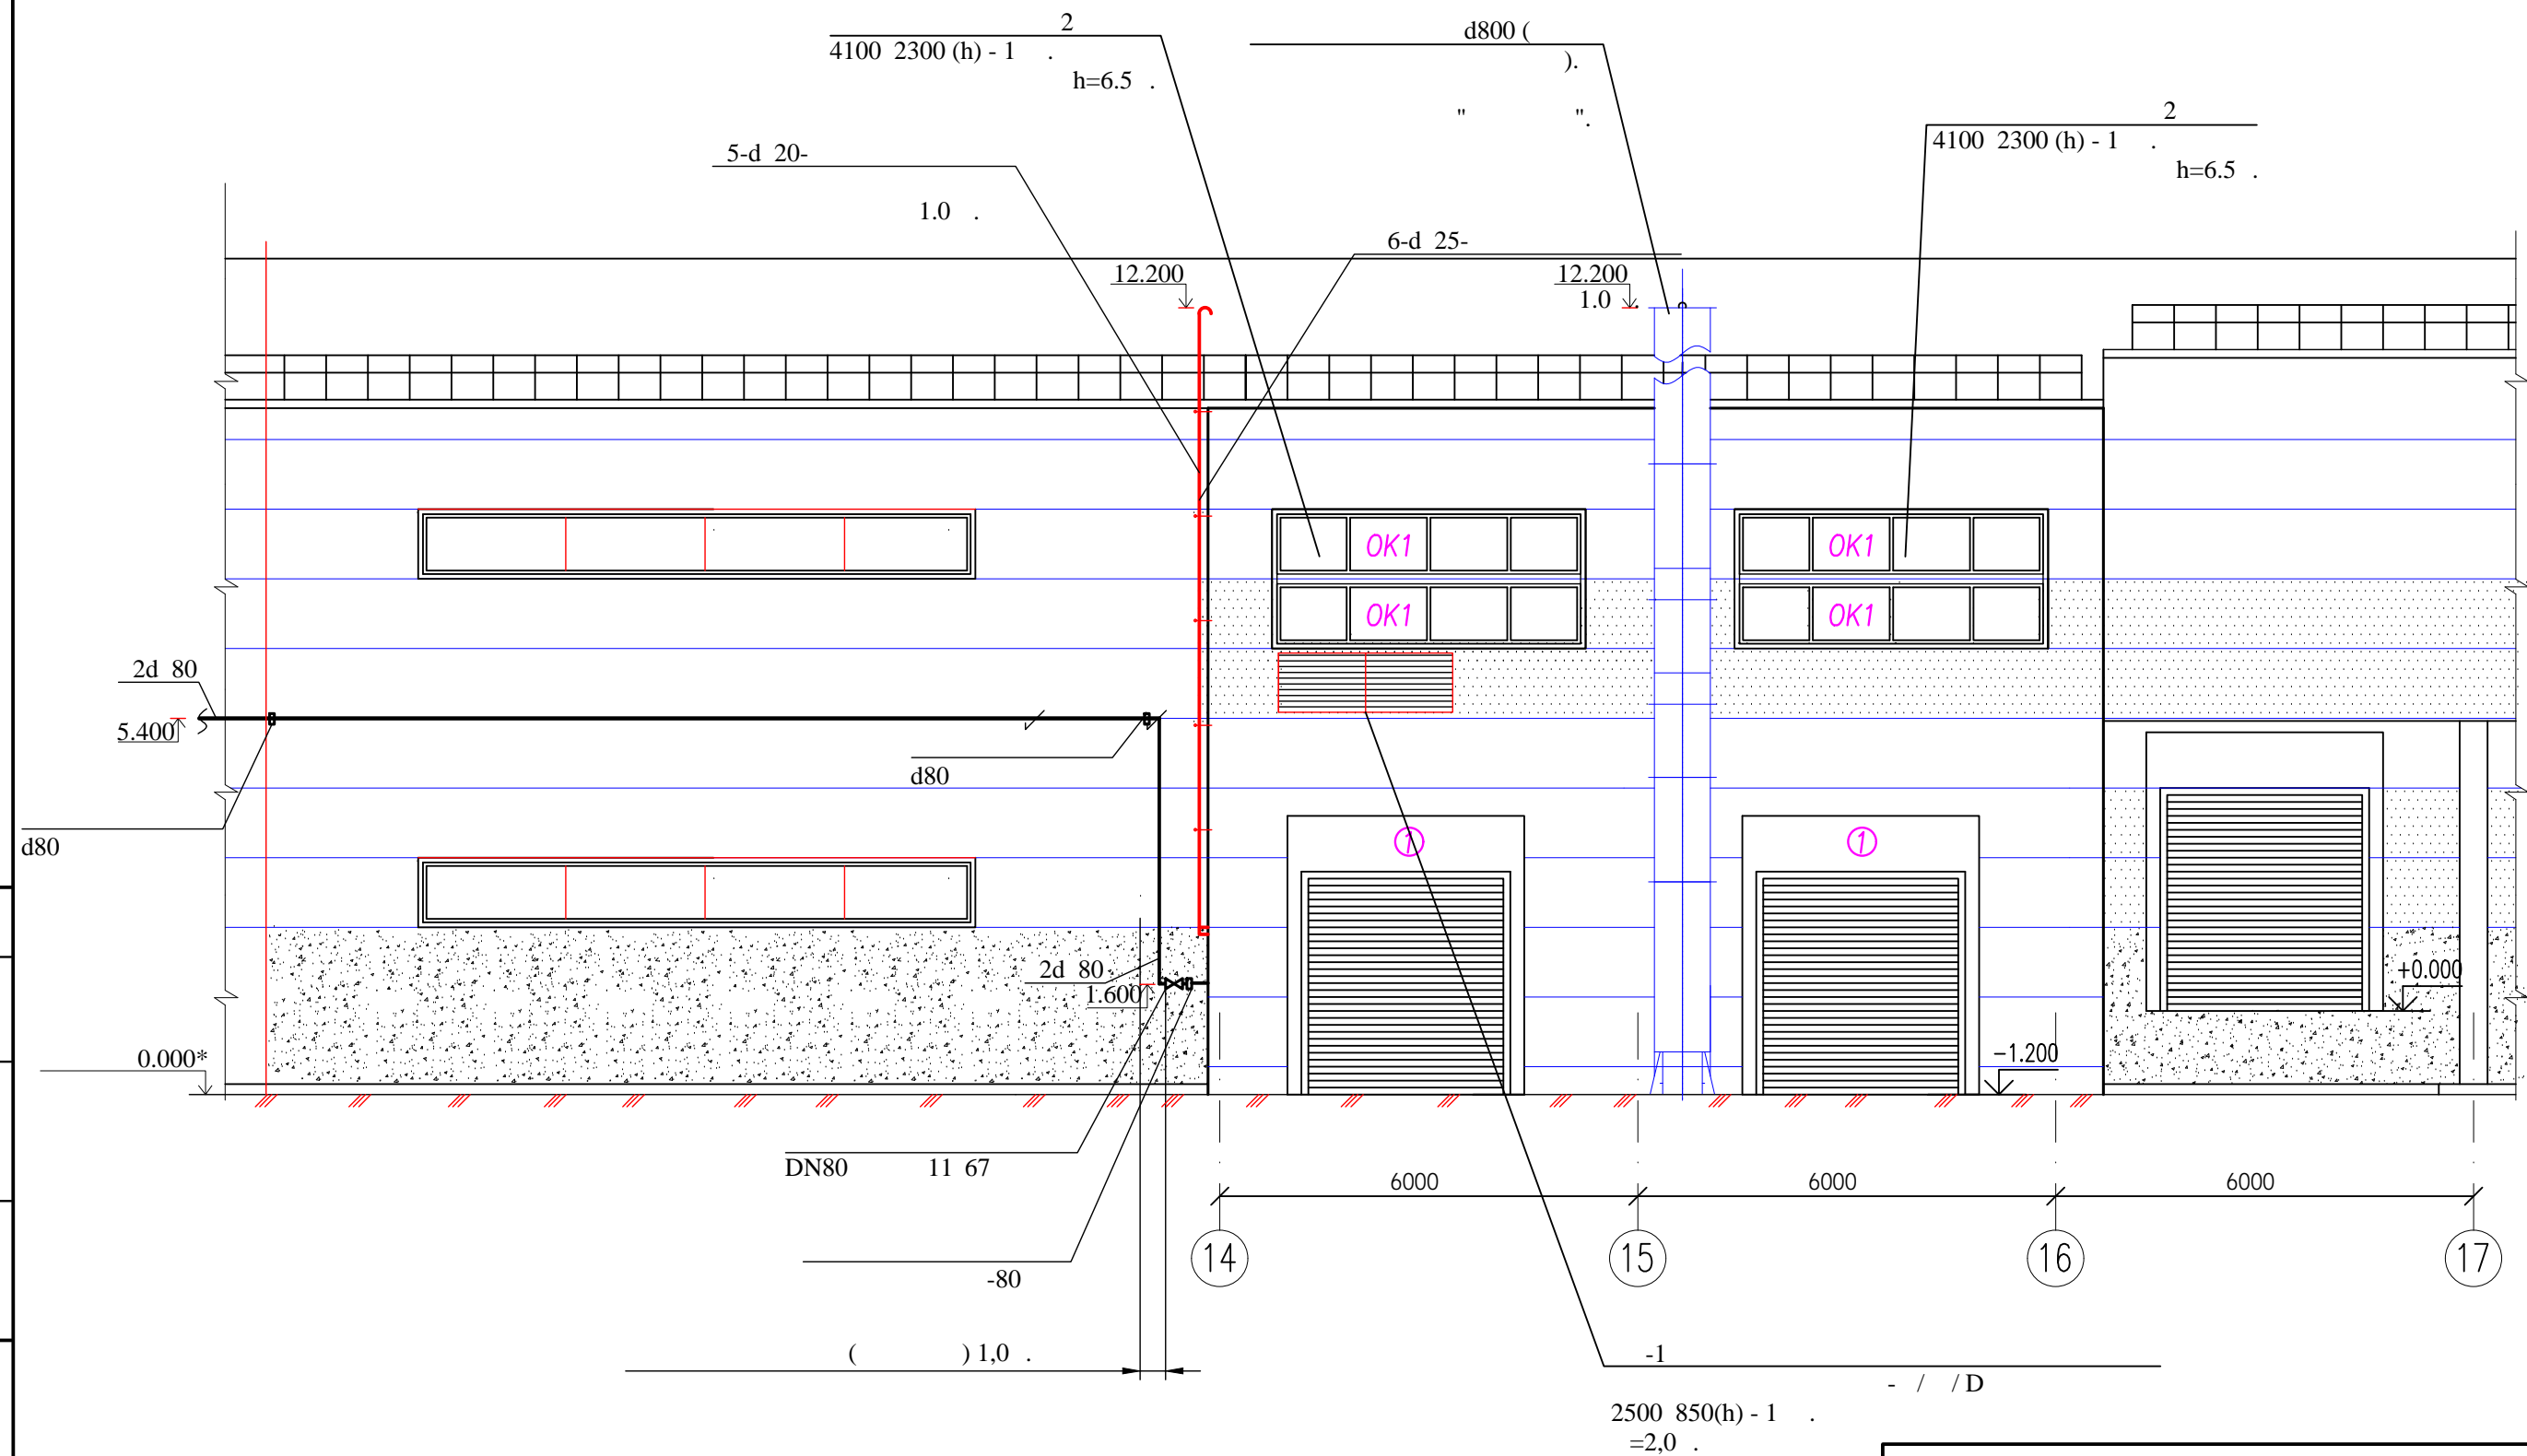 2
4100 2300 (h) - 1 .
h=6.5 .
d800 (
).
" ".
2
4100 2300 (h) - 1 .
h=6.5 .
5-d 20-
1.0 .
6-d 25-
12.200
12.200
1.0 .
OK1
OK1
OK1
OK1
2d 80
5.400
d80
d80
1
1
2d 80
1.600
+0.000
0.000*
-1.200
DN80 11 67
6000
6000
6000
14
15
16
17
-80
( ) 1,0 .
-1
- / / D
2500 850(h) - 1 .
=2,0 .